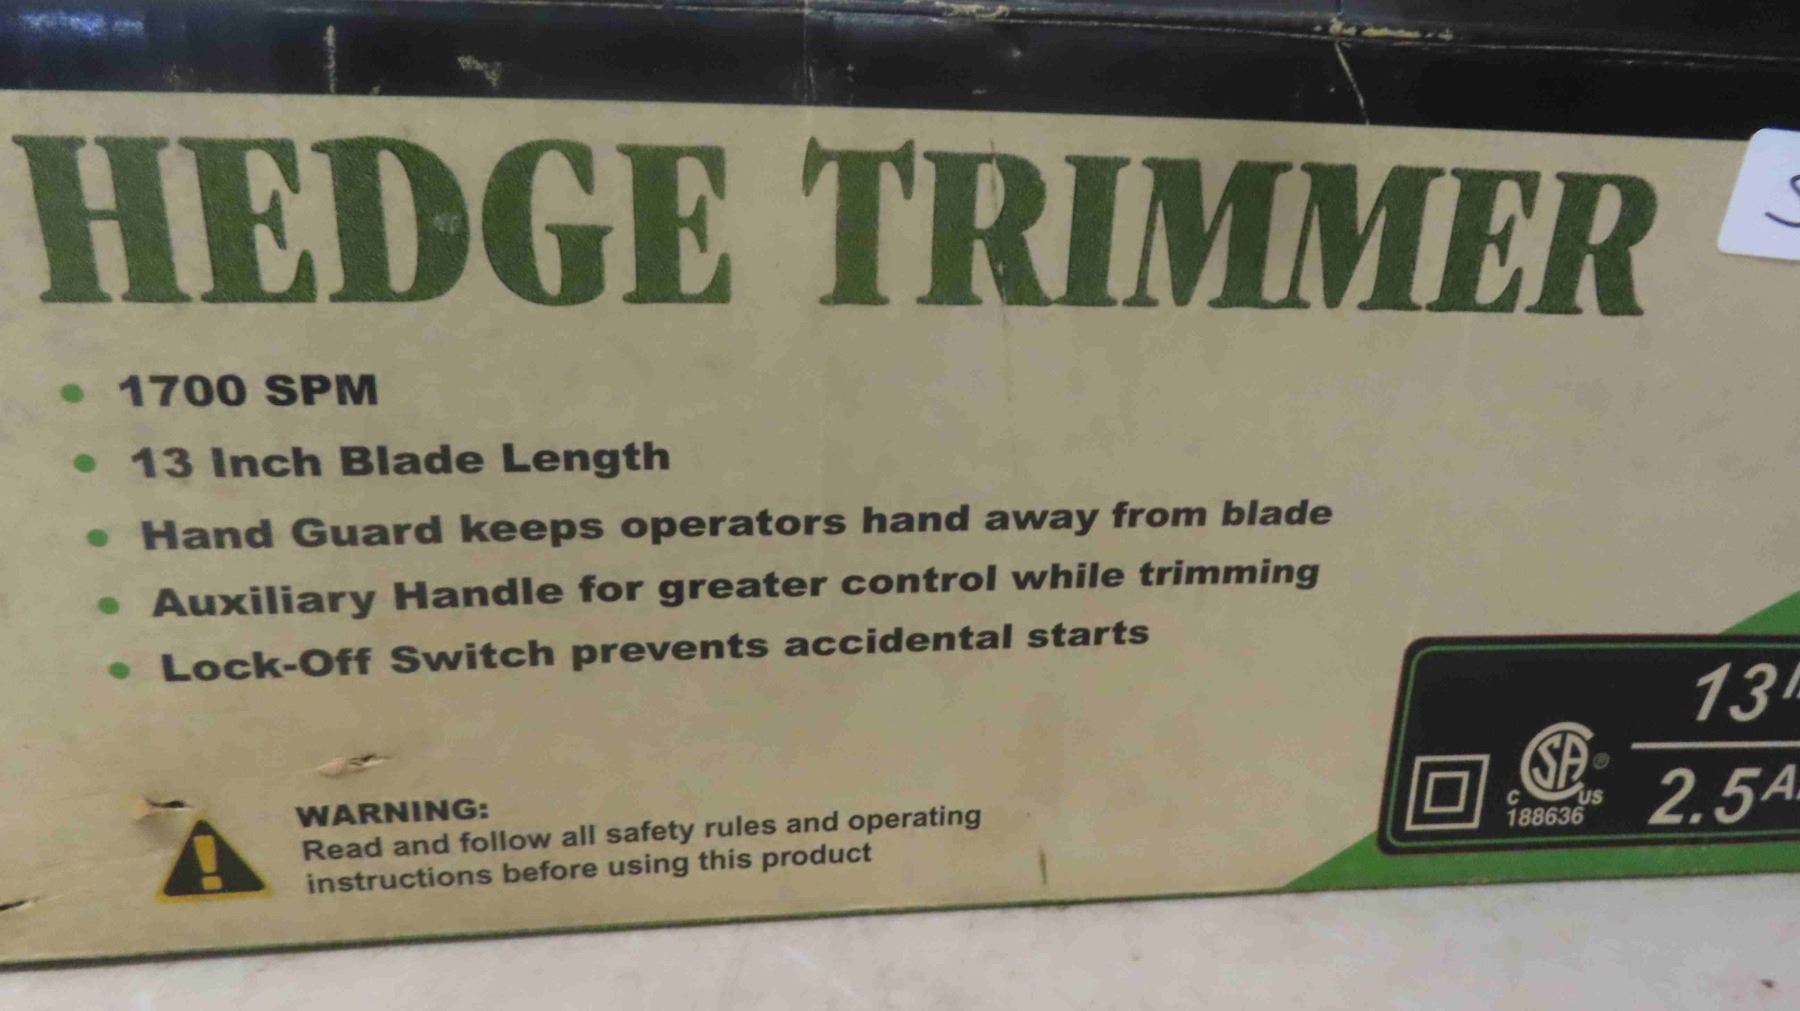 HEDGE TRIMMER
• 1700 SPM
• 13 Inch Blade Length
• Hand Guard keeps operators hand away from blade
• Auxiliary Handle for greater control while trimming
• Lock-Off Switch prevents accidental starts
WARNING:
Read and follow all safety rules and operating
instructions before using this product
13
2.5A
CSA®
C US
188636